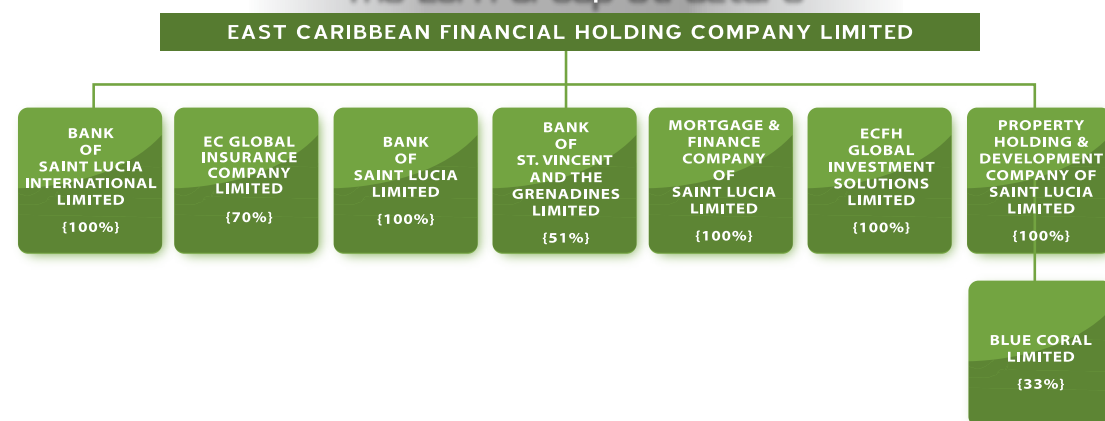 EAST CARIBBEAN FINANCIAL HOLDING COMPANY LIMITED
BANK
OF
SAINT LUCIA
INTERNATIONAL
LIMITED
{100%}
EC GLOBAL
INSURANCE
COMPANY
LIMITED
{70%}
BANK
OF
SAINT LUCIA
LIMITED
{100%}
BANK
OF
ST. VINCENT
AND THE
GRENADINES
LIMITED
{51%}
MORTGAGE &
FINANCE
COMPANY
OF
SAINT LUCIA
LIMITED
{100%}
ECFH
GLOBAL
INVESTMENT
SOLUTIONS
LIMITED
{100%}
PROPERTY
HOLDING &
DEVELOPMENT
COMPANY OF
SAINT LUCIA
LIMITED
{100%}
BLUE CORAL
LIMITED
{33%}